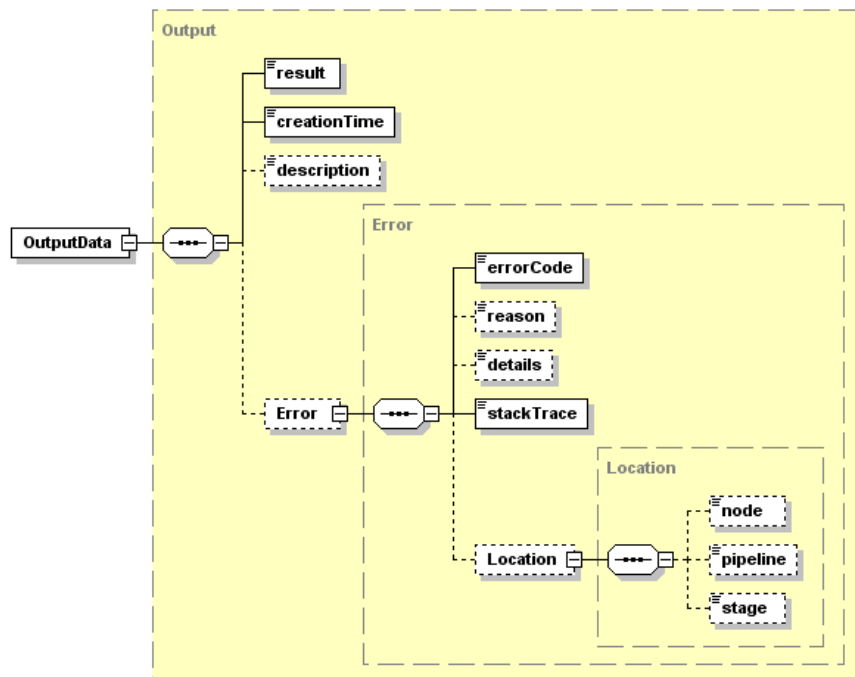 Output
result
creationTime
description
OutputData
Error
errorCode
reason
details
Error
stackTrace
Location
node
Location
pipeline
stage